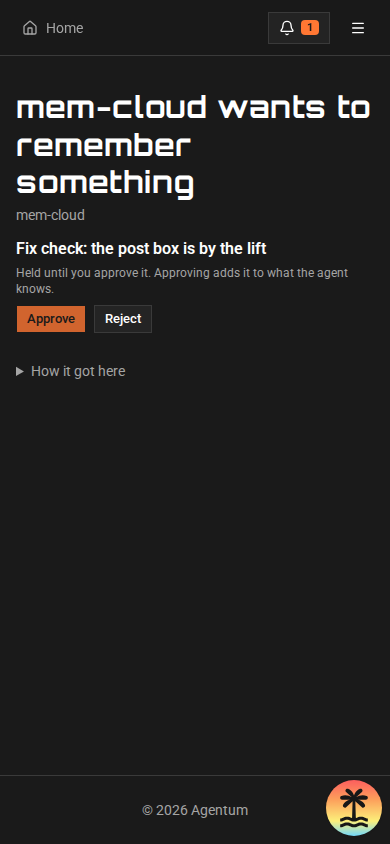 Home
1
mem-cloud wants to
remember
something
mem-cloud
Fix check: the post box is by the lift
Held until you approve it. Approving adds it to what the agent
knows.
Approve
Reject
How it got here
© 2026 Agentum